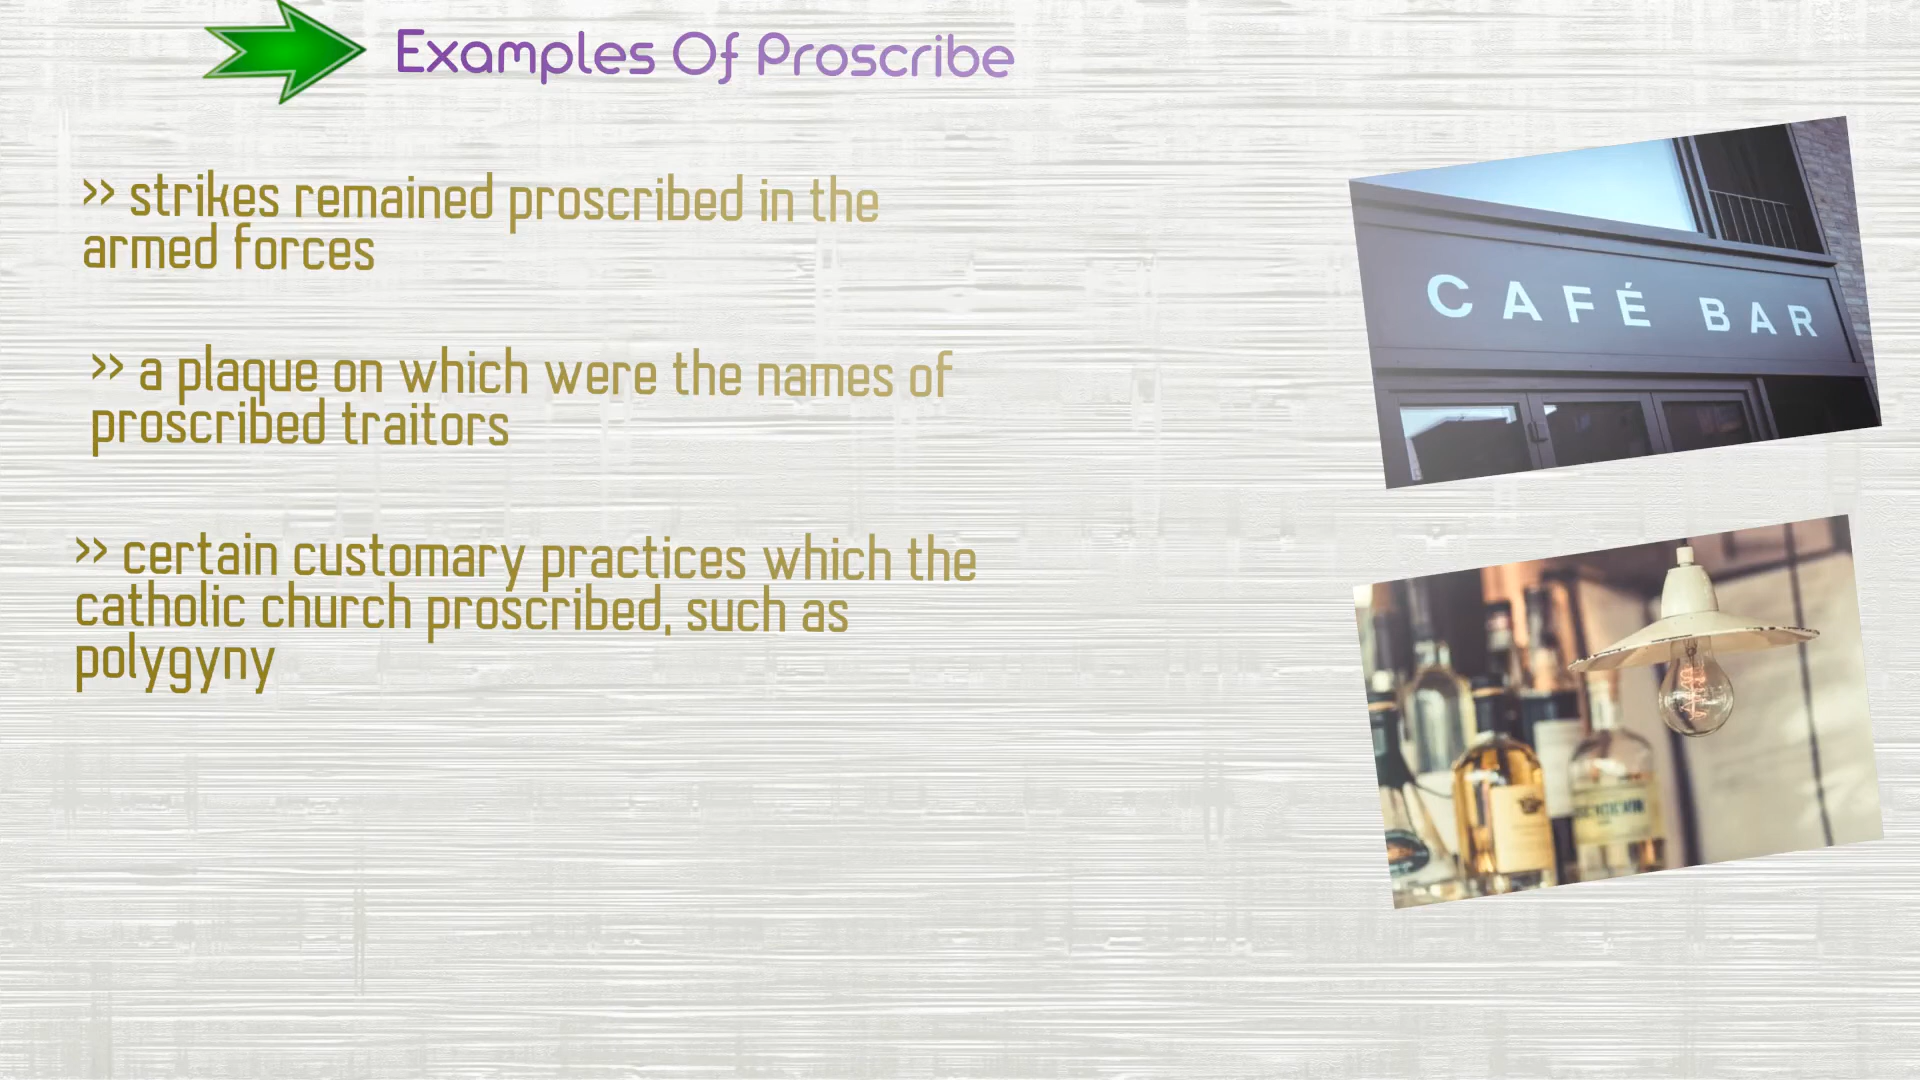 Examples Of Proscribe
>> strikes remained proscribed in the
armed forces
>> a plaque on which were the names of
proscribed traitors
>> certain customary practices which the
catholic church proscribed, such as
polygyny
CAFÉ BAR